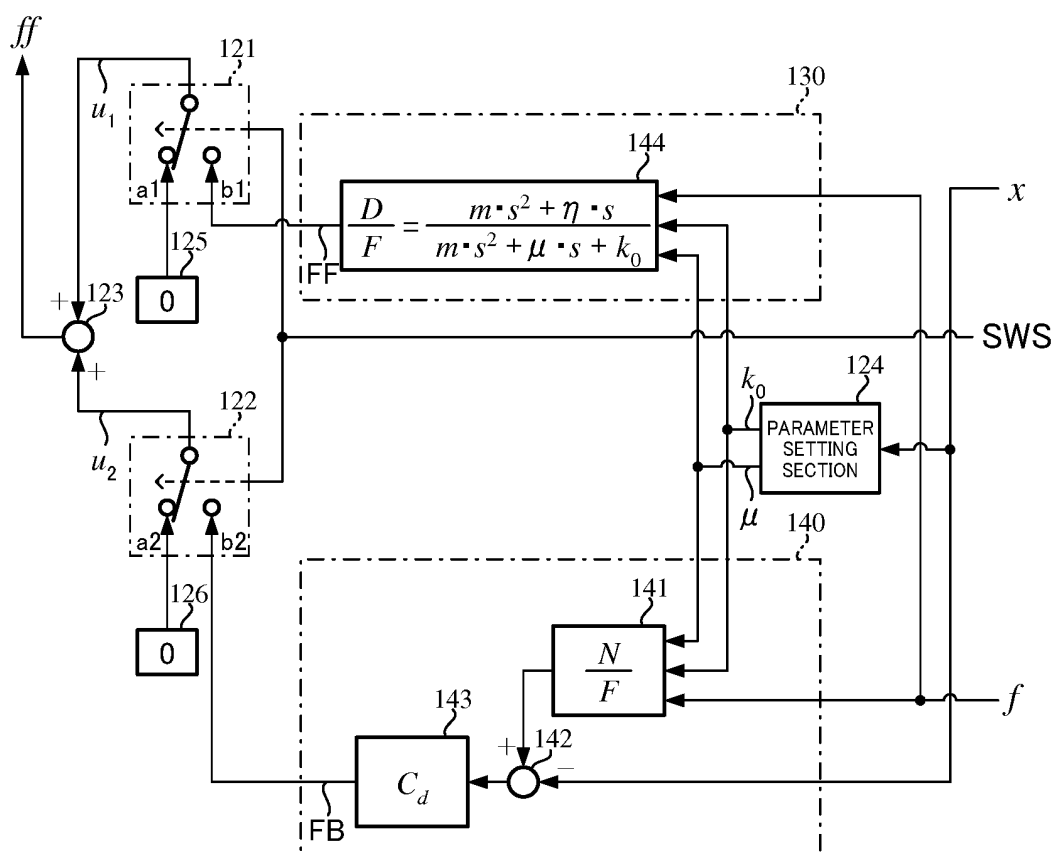 ff
121
130
u₁
144
a1
b1
D/F = (m･s² + η･s)/(m･s² + μ･s + k₀)
x
125
FF
0
+
123
SWS
+
124
k₀
122
PARAMETER
SETTING
SECTION
u₂
μ
a2
b2
140
126
141
0
N/F
f
143
+
142
−
C_d
FB